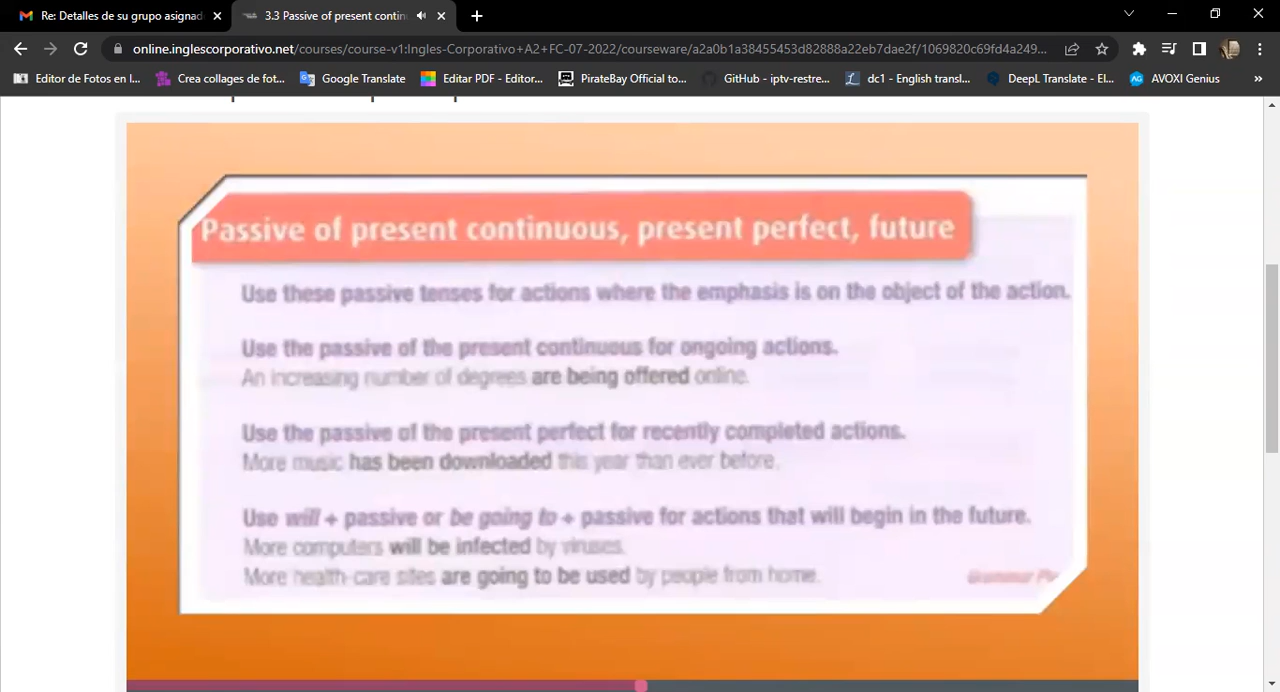 Re: Detalles de su grupo asignad
3.3 Passive of present contin
online.inglescorporativo.net/courses/course-v1:Ingles-Corporativo+A2+FC-07-2022/courseware/a2a0b1a38455453d82888a22eb7dae2f/1069820c69fd4a249...
Editor de Fotos en l...
Crea collages de fot...
Google Translate
Editar PDF - Editor...
PirateBay Official to...
GitHub - iptv-restre...
dc1 - English transl...
DeepL Translate - El...
AVOXI Genius
Passive of present continuous, present perfect, future
Use these passive tenses for actions where the emphasis is on the object of the action.
Use the passive of the present continuous for ongoing actions.
An increasing number of degrees are being offered online.
Use the passive of the present perfect for recently completed actions.
More music has been downloaded this year than ever before.
Use will + passive or be going to + passive for actions that will begin in the future.
More computers will be infected by viruses.
More health-care sites are going to be used by people from home.
Grammar